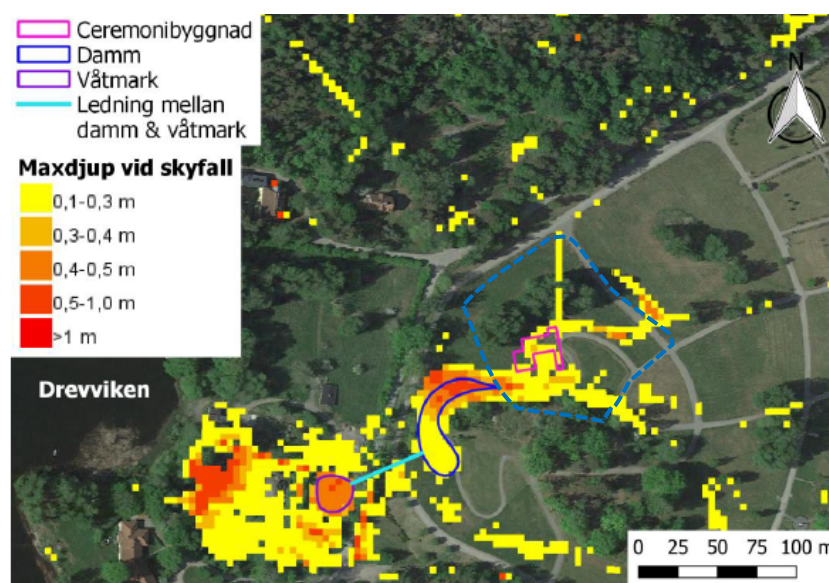 Ceremonibyggnad
Damm
Våtmark
Ledning mellan
damm & våtmark
Maxdjup vid skyfall
0,1-0,3 m
0,3-0,4 m
0,4-0,5 m
0,5-1,0 m
>1 m
N
Drevviken
0 25 50 75 100 m